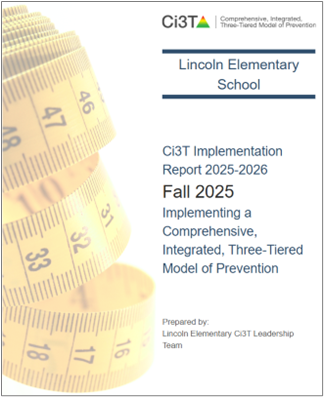 Ci3T
Comprehensive, Integrated,
Three-Tiered Model of Prevention
Lincoln Elementary
School
Ci3T Implementation
Report 2025-2026
Fall 2025
Implementing a
Comprehensive,
Integrated, Three-Tiered
Model of Prevention
Prepared by:
Lincoln Elementary Ci3T Leadership
Team
46
47
48
31
32
33
16
17
18